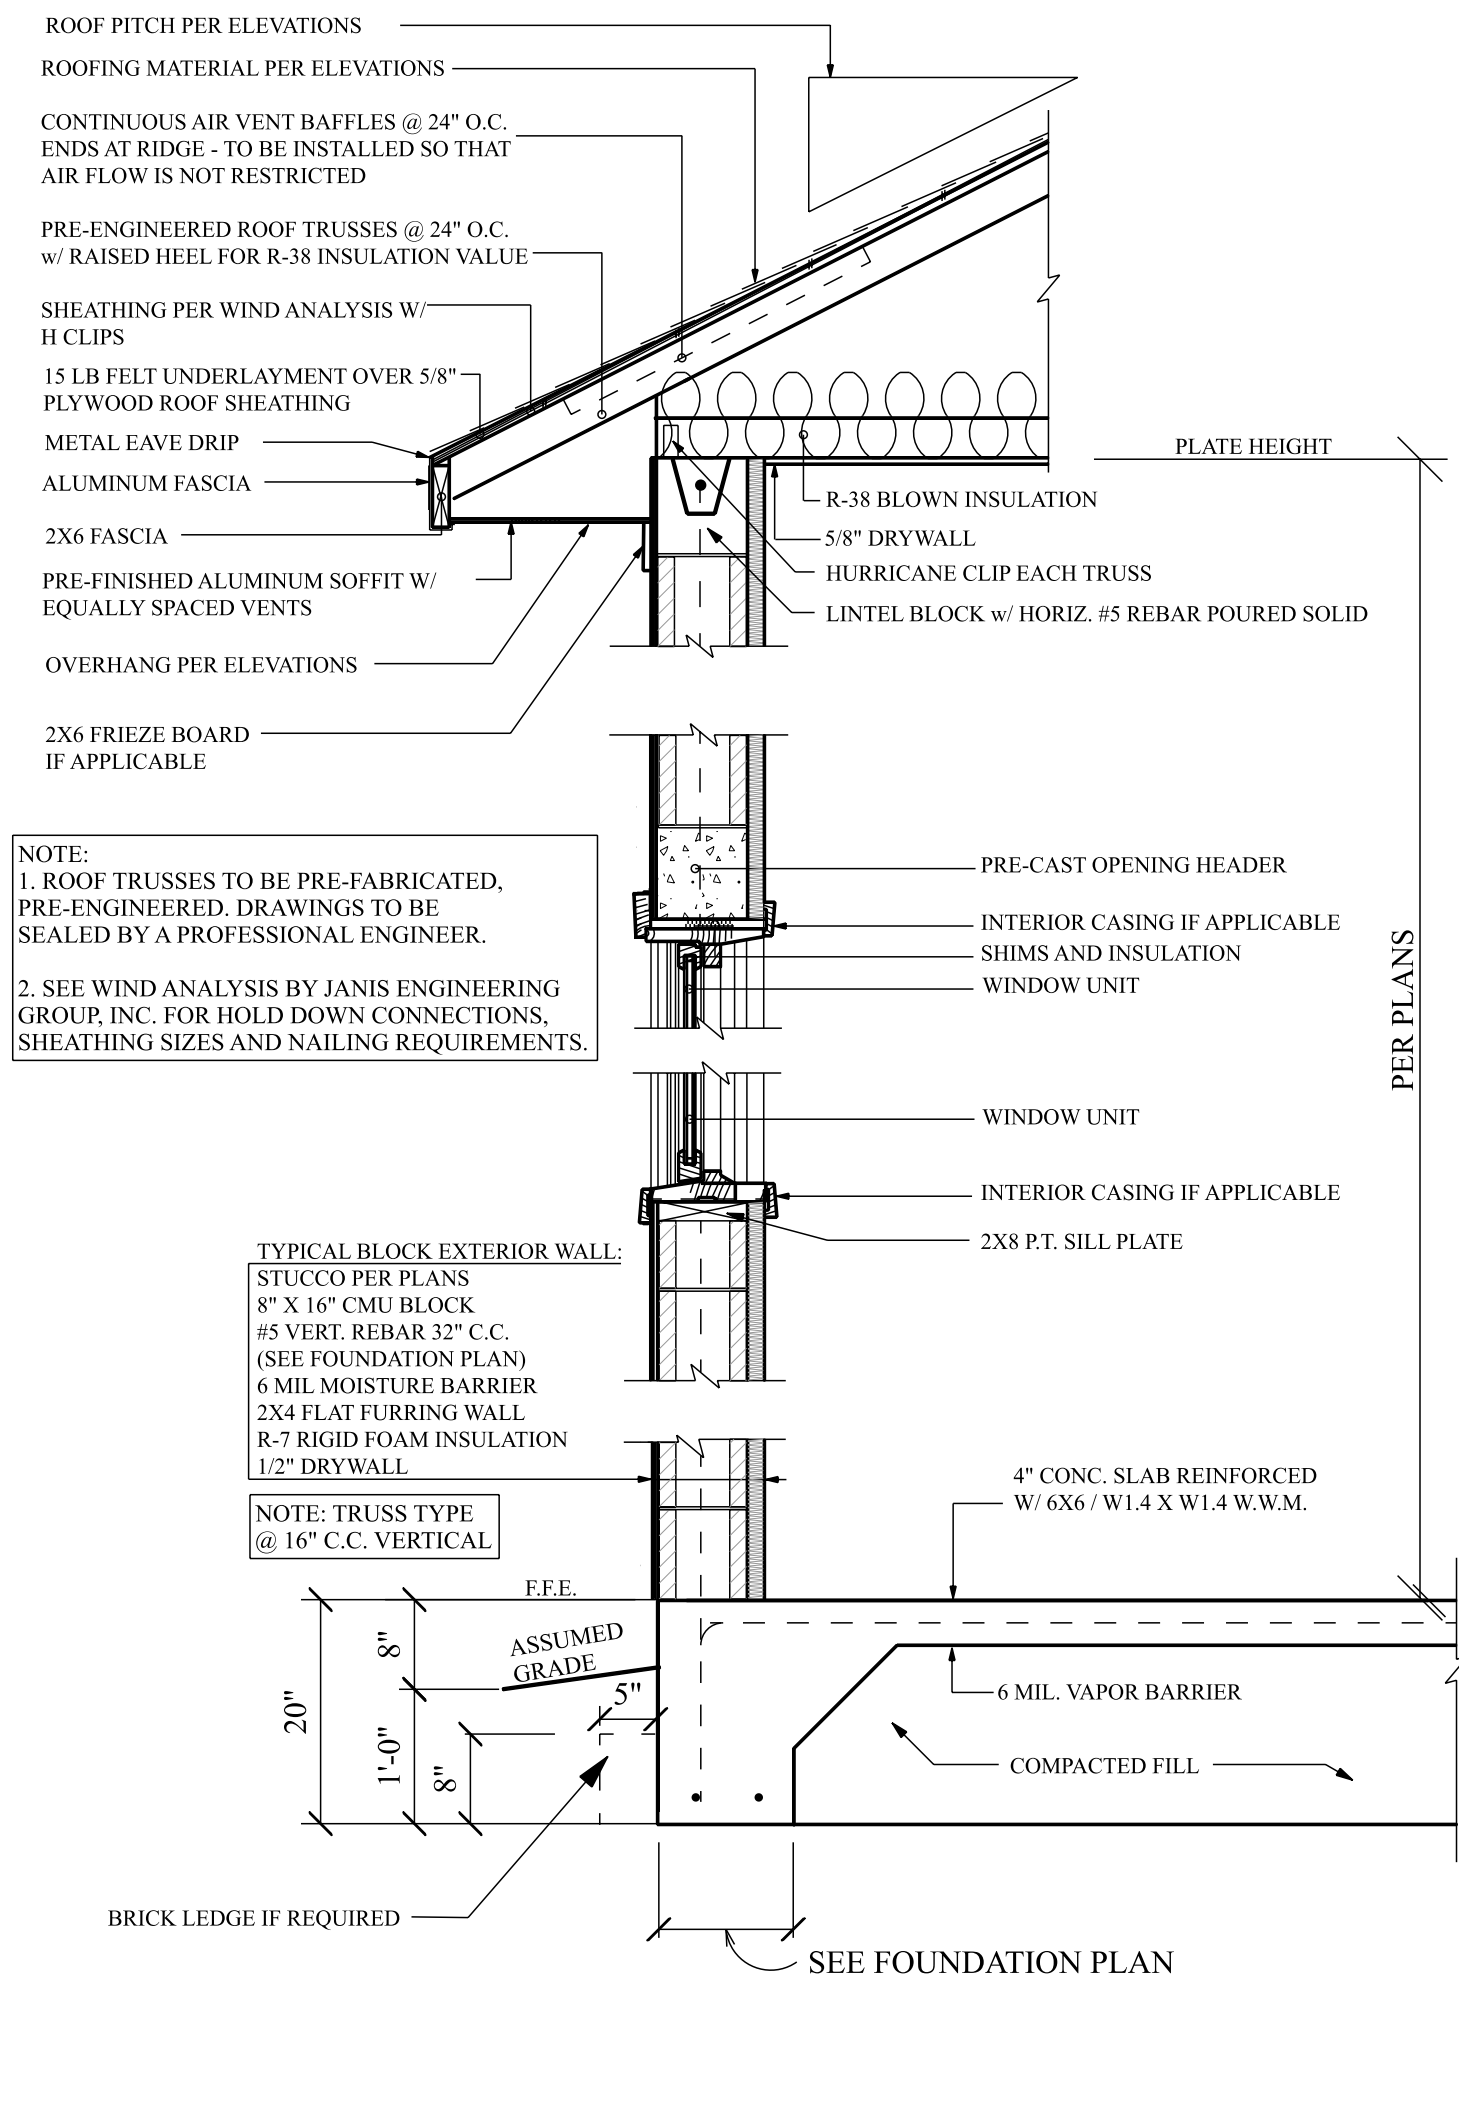 ROOF PITCH PER ELEVATIONS
ROOFING MATERIAL PER ELEVATIONS
CONTINUOUS AIR VENT BAFFLES @ 24" O.C.
ENDS AT RIDGE - TO BE INSTALLED SO THAT
AIR FLOW IS NOT RESTRICTED
PRE-ENGINEERED ROOF TRUSSES @ 24" O.C.
w/ RAISED HEEL FOR R-38 INSULATION VALUE
SHEATHING PER WIND ANALYSIS W/
H CLIPS
15 LB FELT UNDERLAYMENT OVER 5/8"
PLYWOOD ROOF SHEATHING
METAL EAVE DRIP
ALUMINUM FASCIA
2X6 FASCIA
PRE-FINISHED ALUMINUM SOFFIT W/
EQUALLY SPACED VENTS
OVERHANG PER ELEVATIONS
2X6 FRIEZE BOARD
IF APPLICABLE
PLATE HEIGHT
R-38 BLOWN INSULATION
5/8" DRYWALL
HURRICANE CLIP EACH TRUSS
LINTEL BLOCK w/ HORIZ. #5 REBAR POURED SOLID
NOTE:
1. ROOF TRUSSES TO BE PRE-FABRICATED,
PRE-ENGINEERED. DRAWINGS TO BE
SEALED BY A PROFESSIONAL ENGINEER.
2. SEE WIND ANALYSIS BY JANIS ENGINEERING
GROUP, INC. FOR HOLD DOWN CONNECTIONS,
SHEATHING SIZES AND NAILING REQUIREMENTS.
PRE-CAST OPENING HEADER
INTERIOR CASING IF APPLICABLE
SHIMS AND INSULATION
WINDOW UNIT
PER PLANS
WINDOW UNIT
INTERIOR CASING IF APPLICABLE
2X8 P.T. SILL PLATE
TYPICAL BLOCK EXTERIOR WALL:
STUCCO PER PLANS
8" X 16" CMU BLOCK
#5 VERT. REBAR 32" C.C.
(SEE FOUNDATION PLAN)
6 MIL MOISTURE BARRIER
2X4 FLAT FURRING WALL
R-7 RIGID FOAM INSULATION
1/2" DRYWALL
NOTE: TRUSS TYPE
@ 16" C.C. VERTICAL
4" CONC. SLAB REINFORCED
W/ 6X6 / W1.4 X W1.4 W.W.M.
F.F.E.
ASSUMED
GRADE
8"
20"
5"
1'-0"
8"
6 MIL. VAPOR BARRIER
COMPACTED FILL
BRICK LEDGE IF REQUIRED
SEE FOUNDATION PLAN